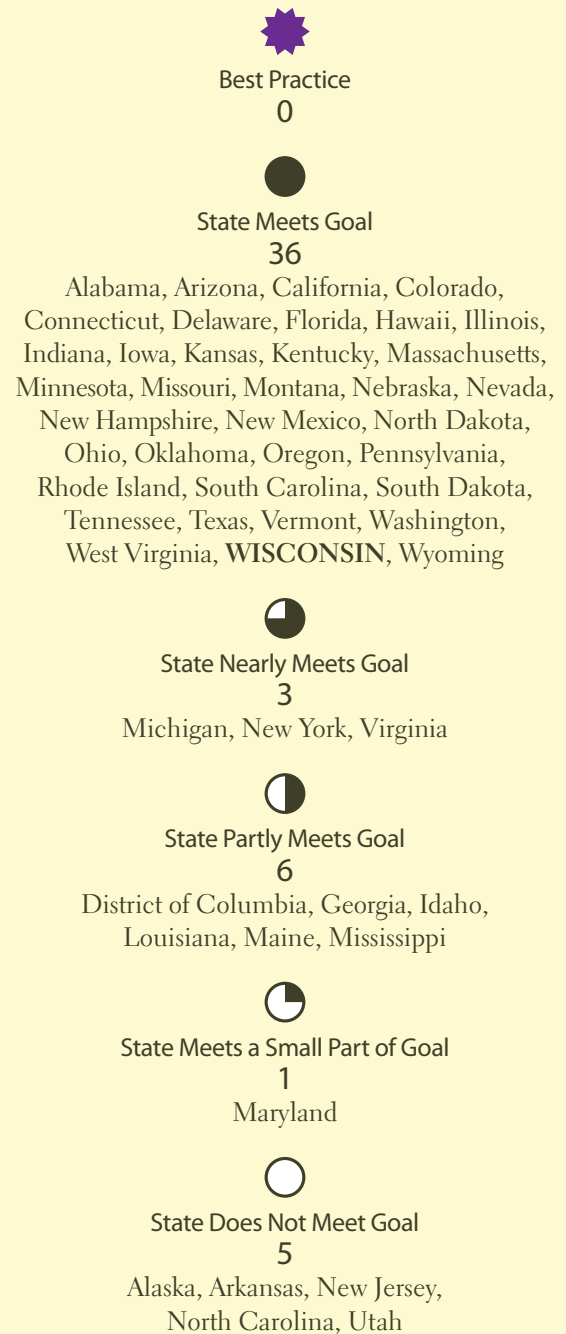 Best Practice
0
State Meets Goal
36
Alabama, Arizona, California, Colorado,
Connecticut, Delaware, Florida, Hawaii, Illinois,
Indiana, Iowa, Kansas, Kentucky, Massachusetts,
Minnesota, Missouri, Montana, Nebraska, Nevada,
New Hampshire, New Mexico, North Dakota,
Ohio, Oklahoma, Oregon, Pennsylvania,
Rhode Island, South Carolina, South Dakota,
Tennessee, Texas, Vermont, Washington,
West Virginia, WISCONSIN, Wyoming
State Nearly Meets Goal
3
Michigan, New York, Virginia
State Partly Meets Goal
6
District of Columbia, Georgia, Idaho,
Louisiana, Maine, Mississippi
State Meets a Small Part of Goal
1
Maryland
State Does Not Meet Goal
5
Alaska, Arkansas, New Jersey,
North Carolina, Utah